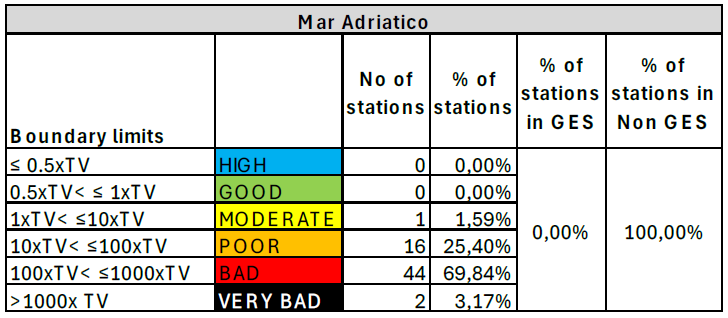 Mar Adriatico
Boundary limits No of stations % of stations % of stations in GES % of stations in Non GES
≤ 0.5xTV HIGH 0 0,00% 0,00% 100,00%
0.5xTV< ≤ 1xTV GOOD 0 0,00%
1xTV< ≤10xTV MODERATE 1 1,59%
10xTV< ≤100xTV POOR 16 25,40%
100xTV< ≤1000xTV BAD 44 69,84%
>1000x TV VERY BAD 2 3,17%